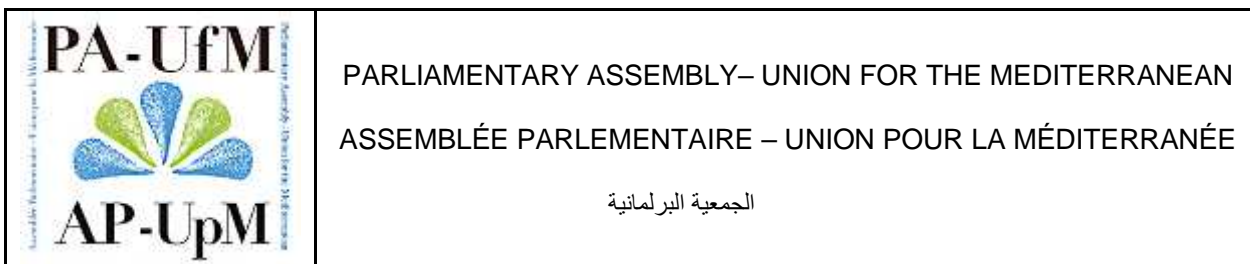 PA-UfM
AP-UpM
PARLIAMENTARY ASSEMBLY– UNION FOR THE MEDITERRANEAN
ASSEMBLÉE PARLEMENTAIRE – UNION POUR LA MÉDITERRANÉE
الجمعية البرلمانية